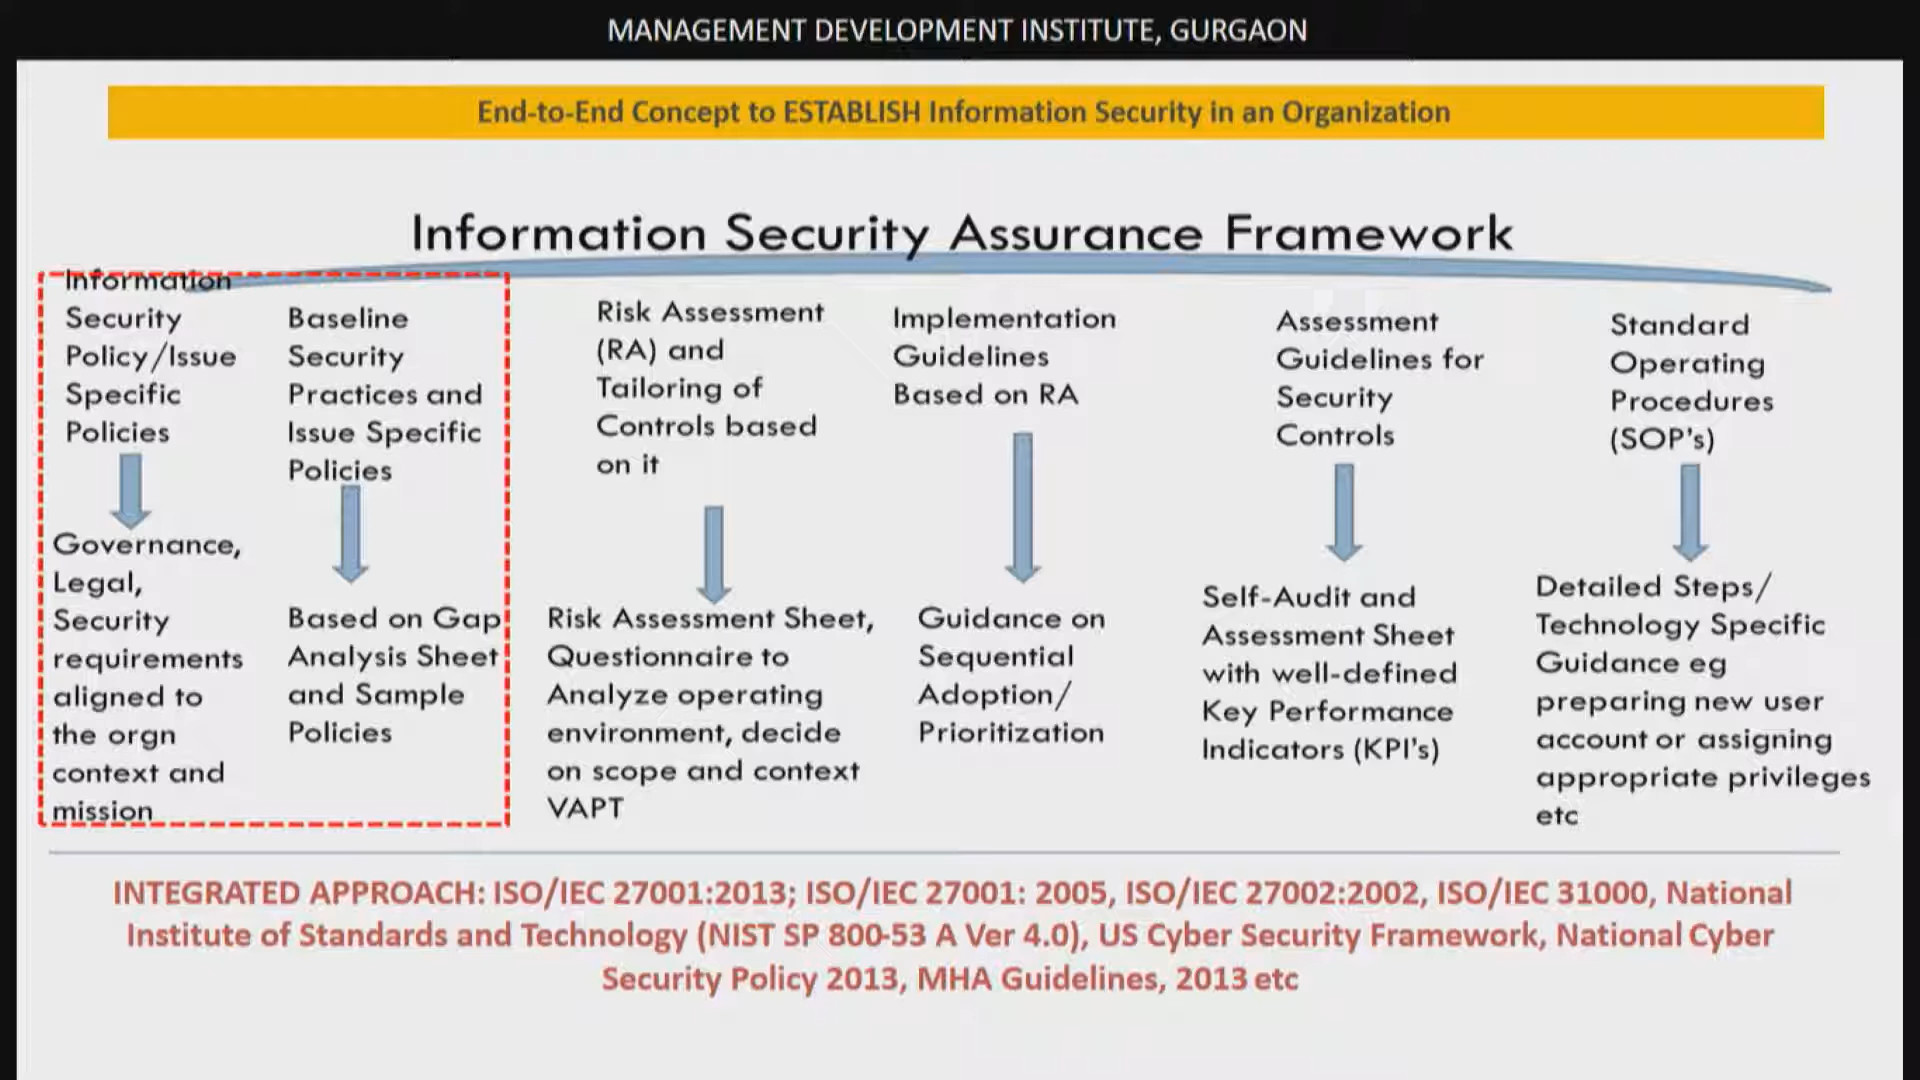 MANAGEMENT DEVELOPMENT INSTITUTE, GURGAON
End-to-End Concept to ESTABLISH Information Security in an Organization
Information Security Assurance Framework
Information
Security
Policy/Issue
Specific
Policies
Governance,
Legal,
Security
requirements
aligned to
the orgn
context and
mission
Baseline
Security
Practices and
Issue Specific
Policies
Based on Gap
Analysis Sheet
and Sample
Policies
Risk Assessment
(RA) and
Tailoring of
Controls based
on it
Risk Assessment Sheet,
Questionnaire to
Analyze operating
environment, decide
on scope and context
VAPT
Implementation
Guidelines
Based on RA
Guidance on
Sequential
Adoption/
Prioritization
Assessment
Guidelines for
Security
Controls
Self-Audit and
Assessment Sheet
with well-defined
Key Performance
Indicators (KPI's)
Standard
Operating
Procedures
(SOP's)
Detailed Steps/
Technology Specific
Guidance eg
preparing new user
account or assigning
appropriate privileges
etc
INTEGRATED APPROACH: ISO/IEC 27001:2013; ISO/IEC 27001: 2005, ISO/IEC 27002:2002, ISO/IEC 31000, National
Institute of Standards and Technology (NIST SP 800-53 A Ver 4.0), US Cyber Security Framework, National Cyber
Security Policy 2013, MHA Guidelines, 2013 etc